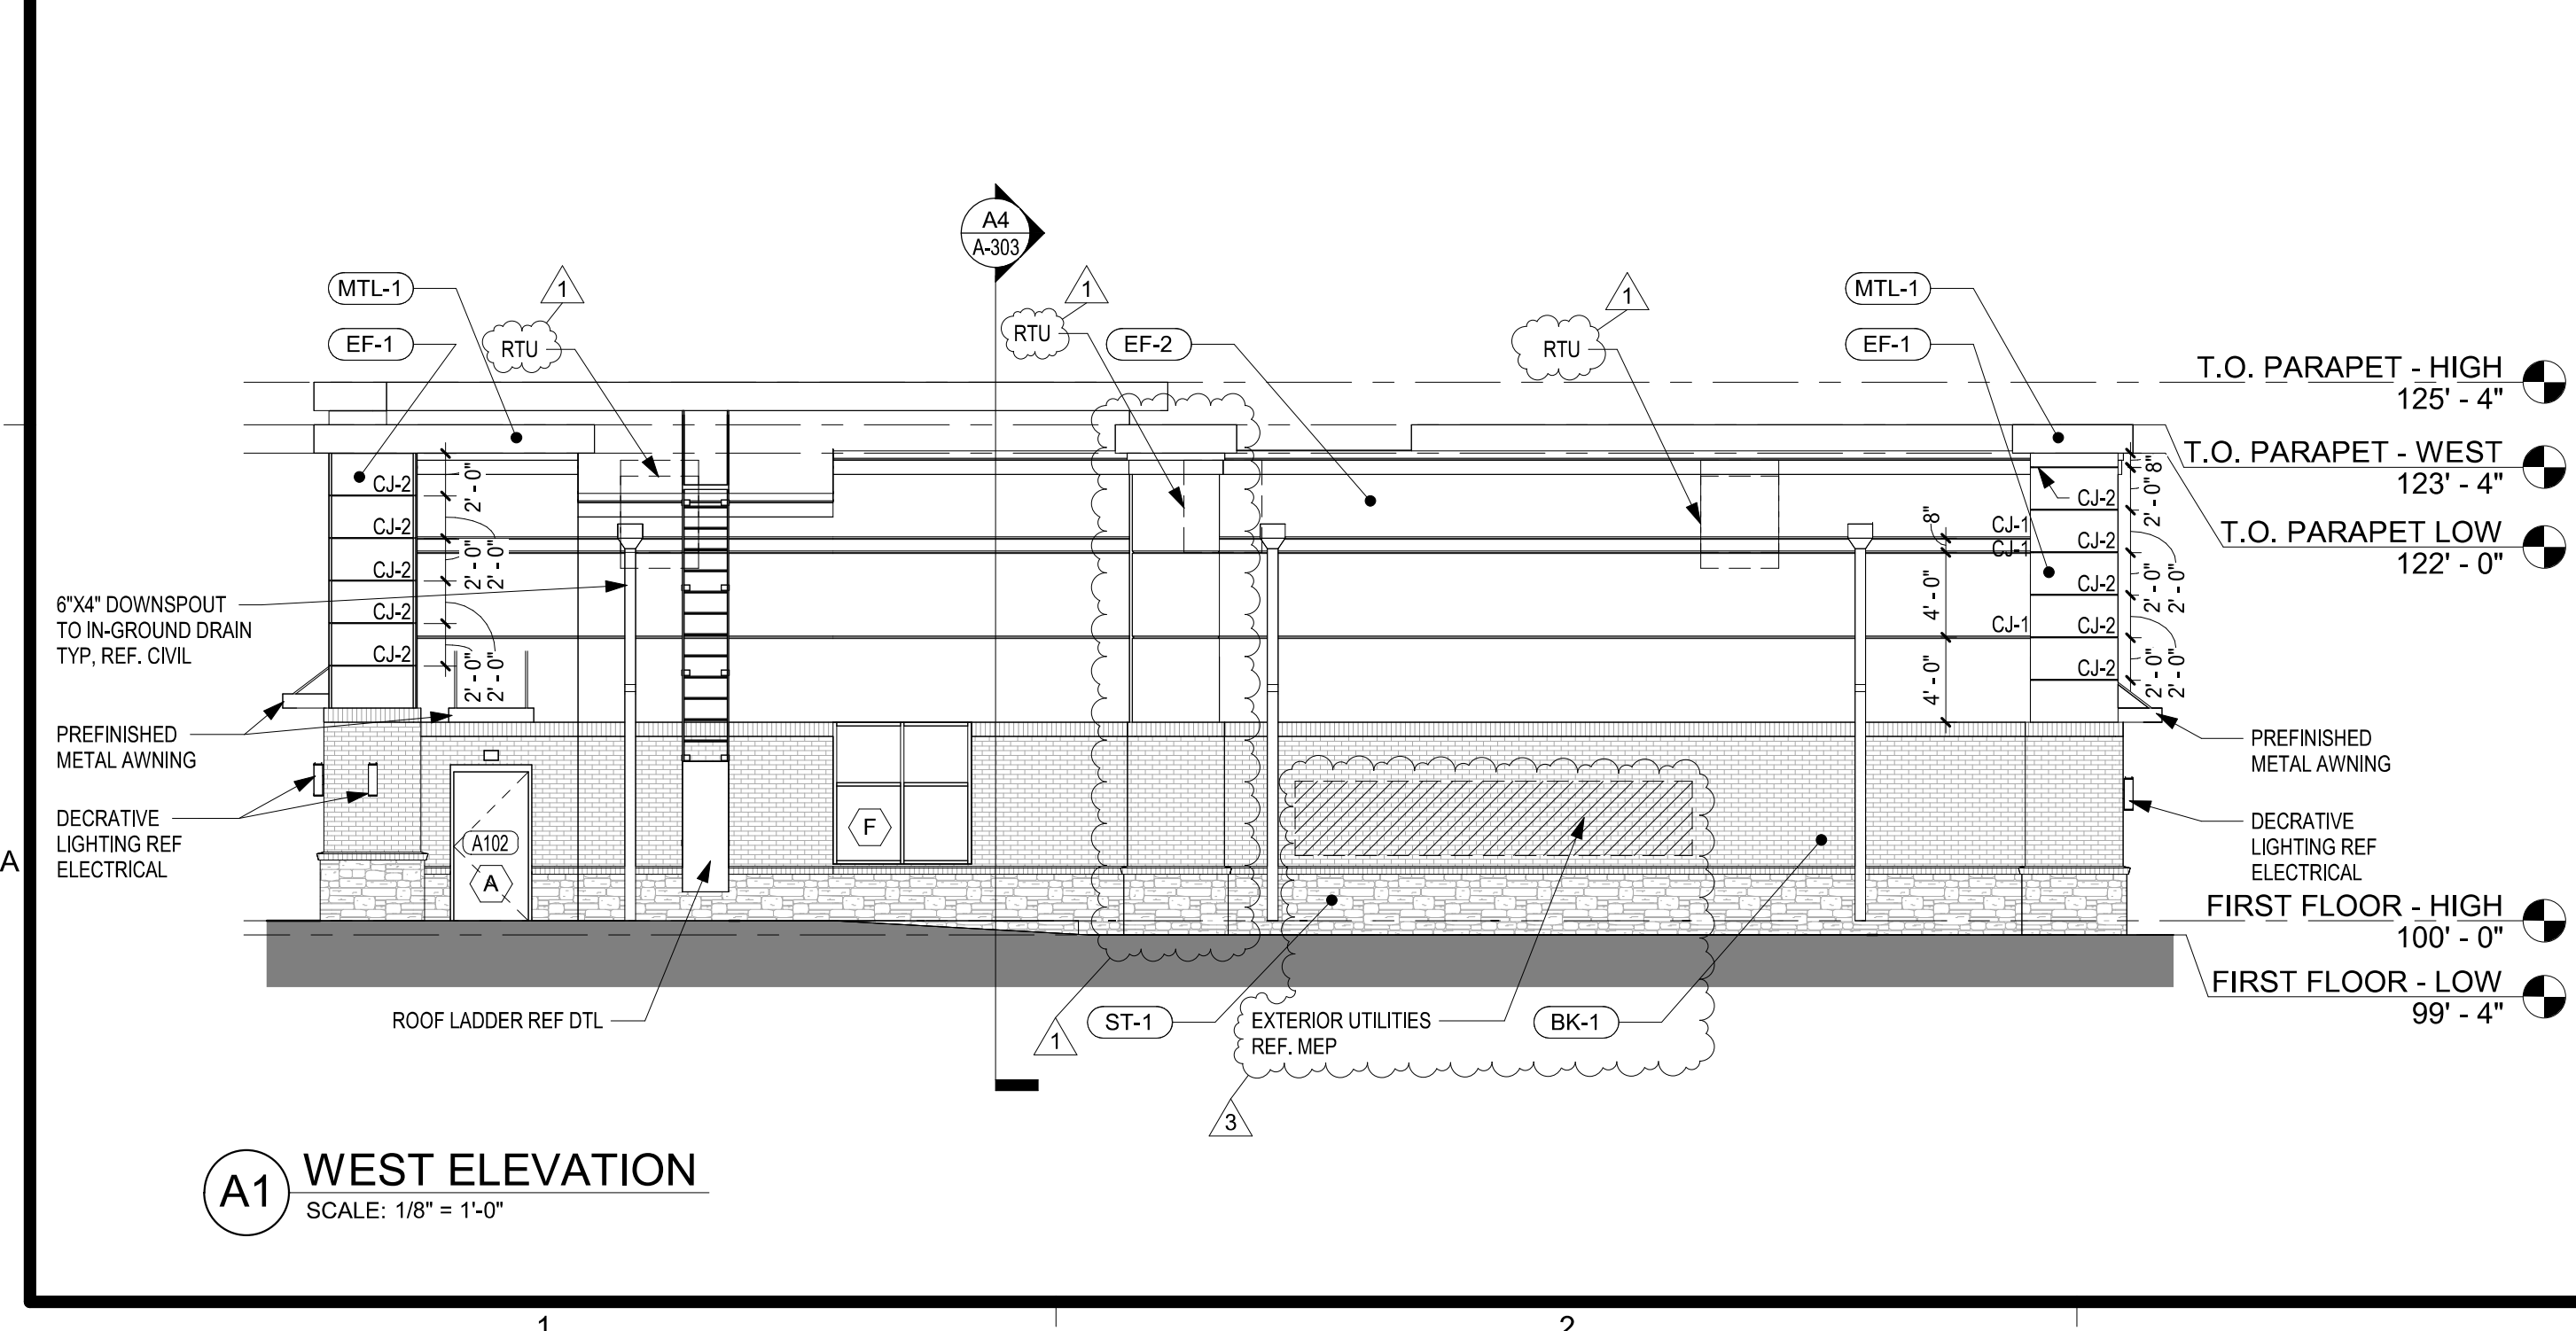 A4
A-303
MTL-1
1
1
1
MTL-1
EF-1
RTU
RTU
EF-2
RTU
EF-1
T.O. PARAPET - HIGH
125' - 4"
T.O. PARAPET - WEST
123' - 4"
T.O. PARAPET LOW
122' - 0"
CJ-2
CJ-2
CJ-2
CJ-2
CJ-2
2' - 0"
2' - 0"
2' - 0"
2' - 0"
2' - 0"
8"
4' - 0"
4' - 0"
CJ-1
CJ-1
CJ-1
CJ-2
CJ-2
CJ-2
CJ-2
CJ-2
8"
2' - 0"
2' - 0"
2' - 0"
2' - 0"
2' - 0"
6"X4" DOWNSPOUT
TO IN-GROUND DRAIN
TYP, REF. CIVIL
PREFINISHED
METAL AWNING
DECRATIVE
LIGHTING REF
ELECTRICAL
A102
A
F
PREFINISHED
METAL AWNING
DECRATIVE
LIGHTING REF
ELECTRICAL
A
FIRST FLOOR - HIGH
100' - 0"
FIRST FLOOR - LOW
99' - 4"
ROOF LADDER REF DTL
1
ST-1
EXTERIOR UTILITIES
REF. MEP
BK-1
3
A1
WEST ELEVATION
SCALE: 1/8" = 1'-0"
1
2